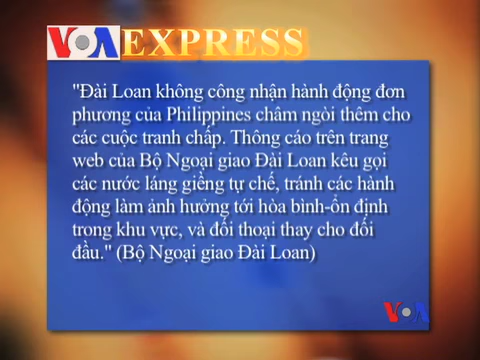 VOA EXPRESS
"Đài Loan không công nhận hành động đơn
phương của Philippines châm ngòi thêm cho
các cuộc tranh chấp. Thông cáo trên trang
web của Bộ Ngoại giao Đài Loan kêu gọi
các nước láng giềng tự chế, tránh các hành
động làm ảnh hưởng tới hòa bình-ổn định
trong khu vực, và đối thoại thay cho đối
đầu." (Bộ Ngoại giao Đài Loan)
VOA